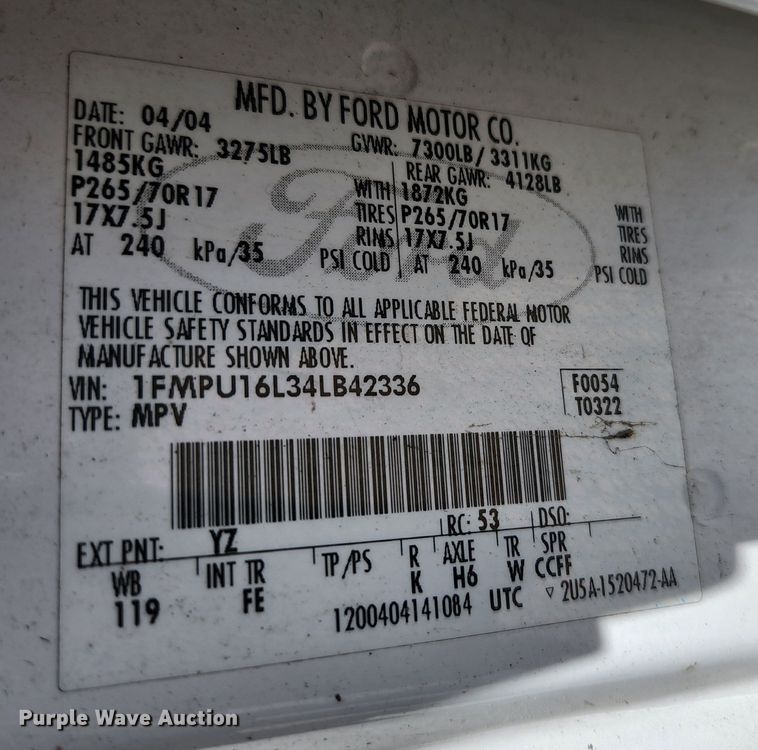 MFD. BY FORD MOTOR CO.
DATE: 04/04 GVWR: 7300LB / 3311KG
FRONT GAWR: 3275LB REAR GAWR: 4128LB
1485KG WITH 1872KG WITH
P265/70R17 TIRES P265/70R17 TIRES
17X7.5J RIMS 17X7.5J RIMS
AT 240 kPa/35 PSI COLD AT 240 kPa/35 PSI COLD
Ford
THIS VEHICLE CONFORMS TO ALL APPLICABLE FEDERAL MOTOR
VEHICLE SAFETY STANDARDS IN EFFECT ON THE DATE OF
MANUFACTURE SHOWN ABOVE.
VIN: 1FMPU16L34LB42336 F0054
TYPE: MPV T0322
RC: 53 DSO:
EXT PNT: YZ
WB INT TR TP/PS R AXLE TR SPR
119 FE K H6 W CCFF
1200404141084 UTC ▽ 2U5A-1520472-AA
Purple Wave Auction